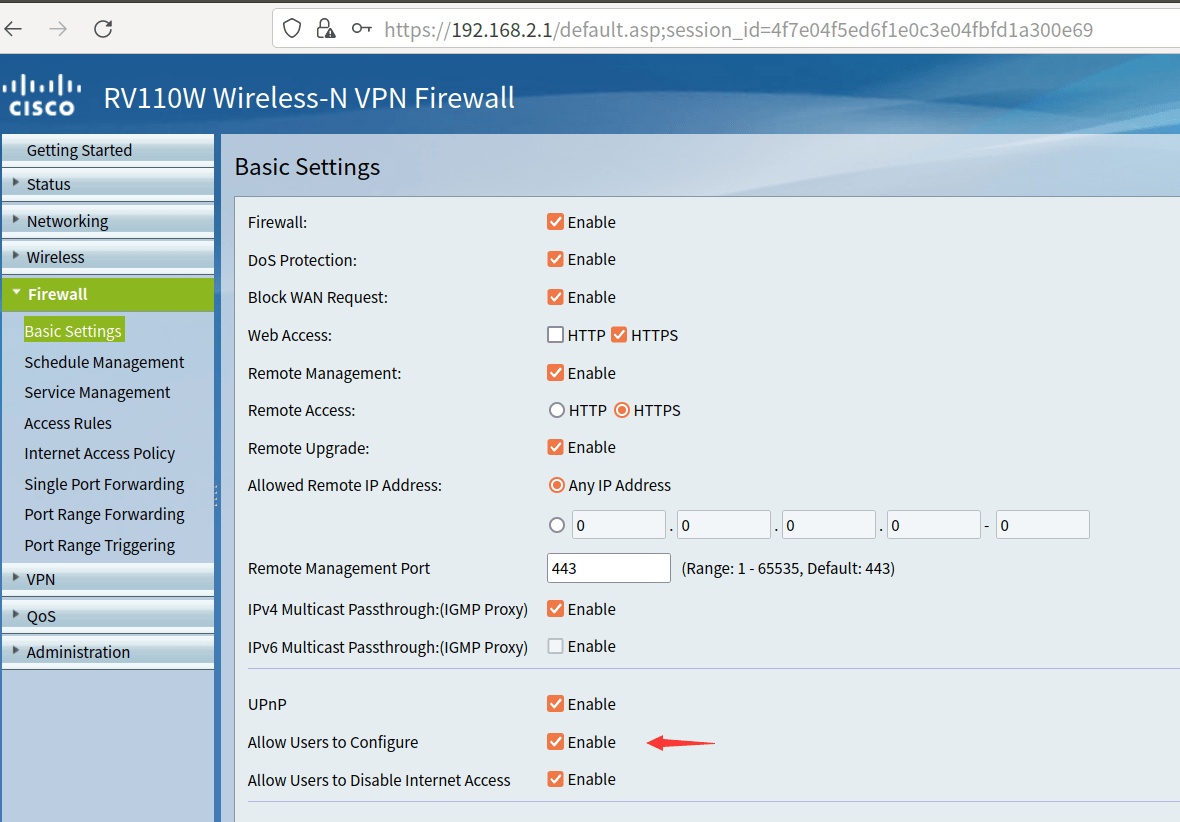 https://192.168.2.1/default.asp;session_id=4f7e04f5ed6f1e0c3e04fbfd1a300e69
CISCO
RV110W Wireless-N VPN Firewall
Getting Started
Status
Networking
Wireless
Firewall
Basic Settings
Schedule Management
Service Management
Access Rules
Internet Access Policy
Single Port Forwarding
Port Range Forwarding
Port Range Triggering
VPN
QoS
Administration
Basic Settings
Firewall: Enable
DoS Protection: Enable
Block WAN Request: Enable
Web Access: HTTP HTTPS
Remote Management: Enable
Remote Access: HTTP HTTPS
Remote Upgrade: Enable
Allowed Remote IP Address: Any IP Address
0 . 0 . 0 . 0 - 0
Remote Management Port 443 (Range: 1 - 65535, Default: 443)
IPv4 Multicast Passthrough:(IGMP Proxy) Enable
IPv6 Multicast Passthrough:(IGMP Proxy) Enable
UPnP Enable
Allow Users to Configure Enable
Allow Users to Disable Internet Access Enable